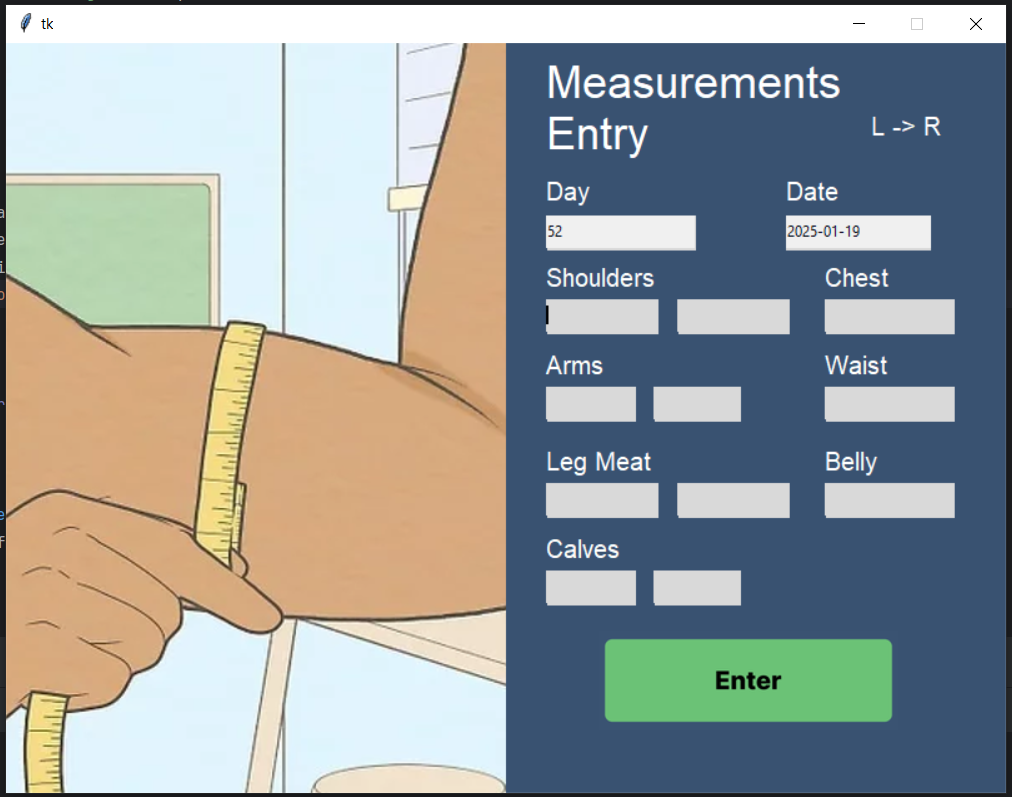 tk
Measurements
Entry
L -> R
Day
Date
52
2025-01-19
Shoulders
Chest
Arms
Waist
Leg Meat
Belly
Calves
Enter